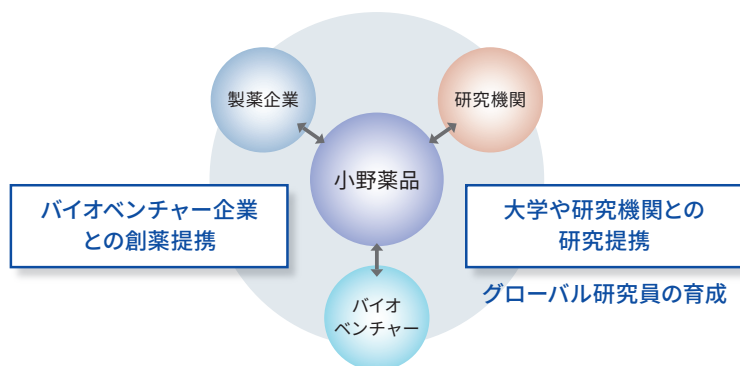 製薬企業
研究機関
小野薬品
バイオベンチャー企業
との創薬提携
大学や研究機関との
研究提携
グローバル研究員の育成
バイオ
ベンチャー